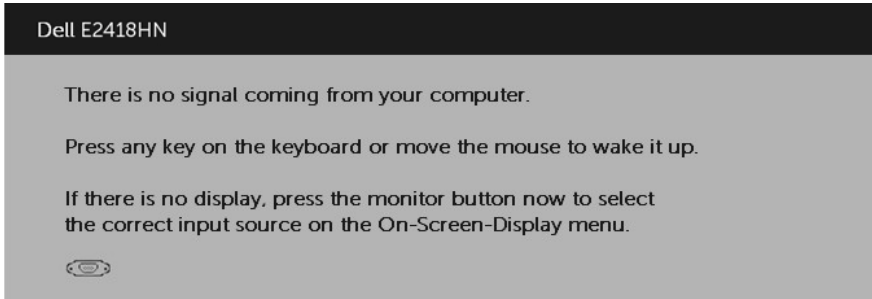 Dell E2418HN
There is no signal coming from your computer.
Press any key on the keyboard or move the mouse to wake it up.
If there is no display, press the monitor button now to select
the correct input source on the On-Screen-Display menu.